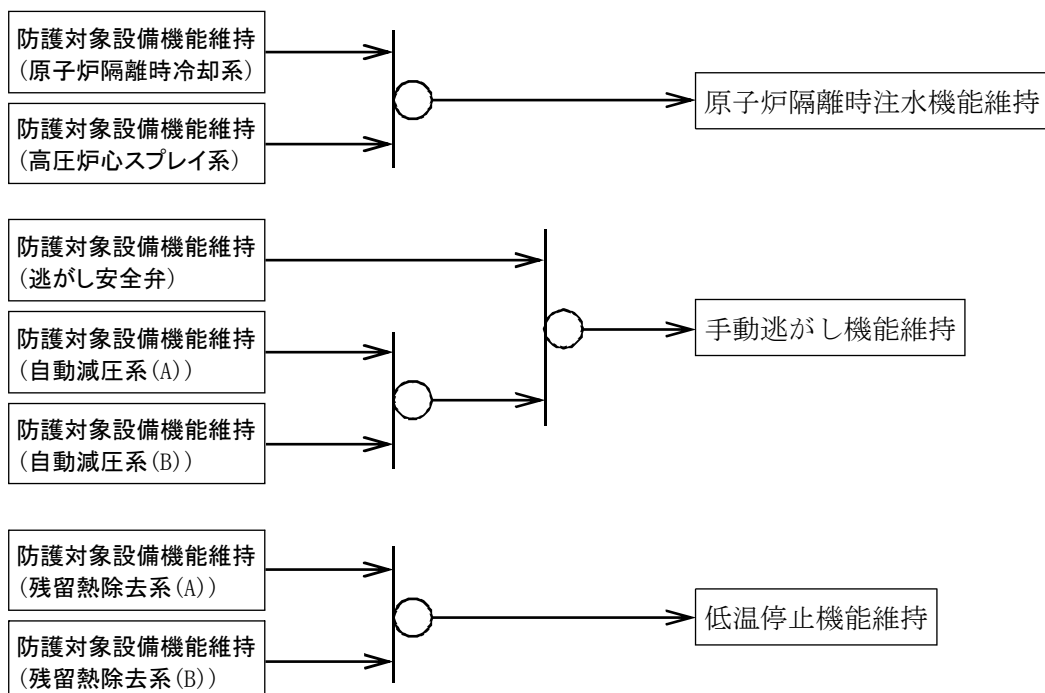 防護対象設備機能維持
(原子炉隔離時冷却系)
原子炉隔離時注水機能維持
防護対象設備機能維持
(高圧炉心スプレイ系)
防護対象設備機能維持
(逃がし安全弁)
防護対象設備機能維持
(自動減圧系(A))
手動逃がし機能維持
防護対象設備機能維持
(自動減圧系(B))
防護対象設備機能維持
(残留熱除去系(A))
低温停止機能維持
防護対象設備機能維持
(残留熱除去系(B))